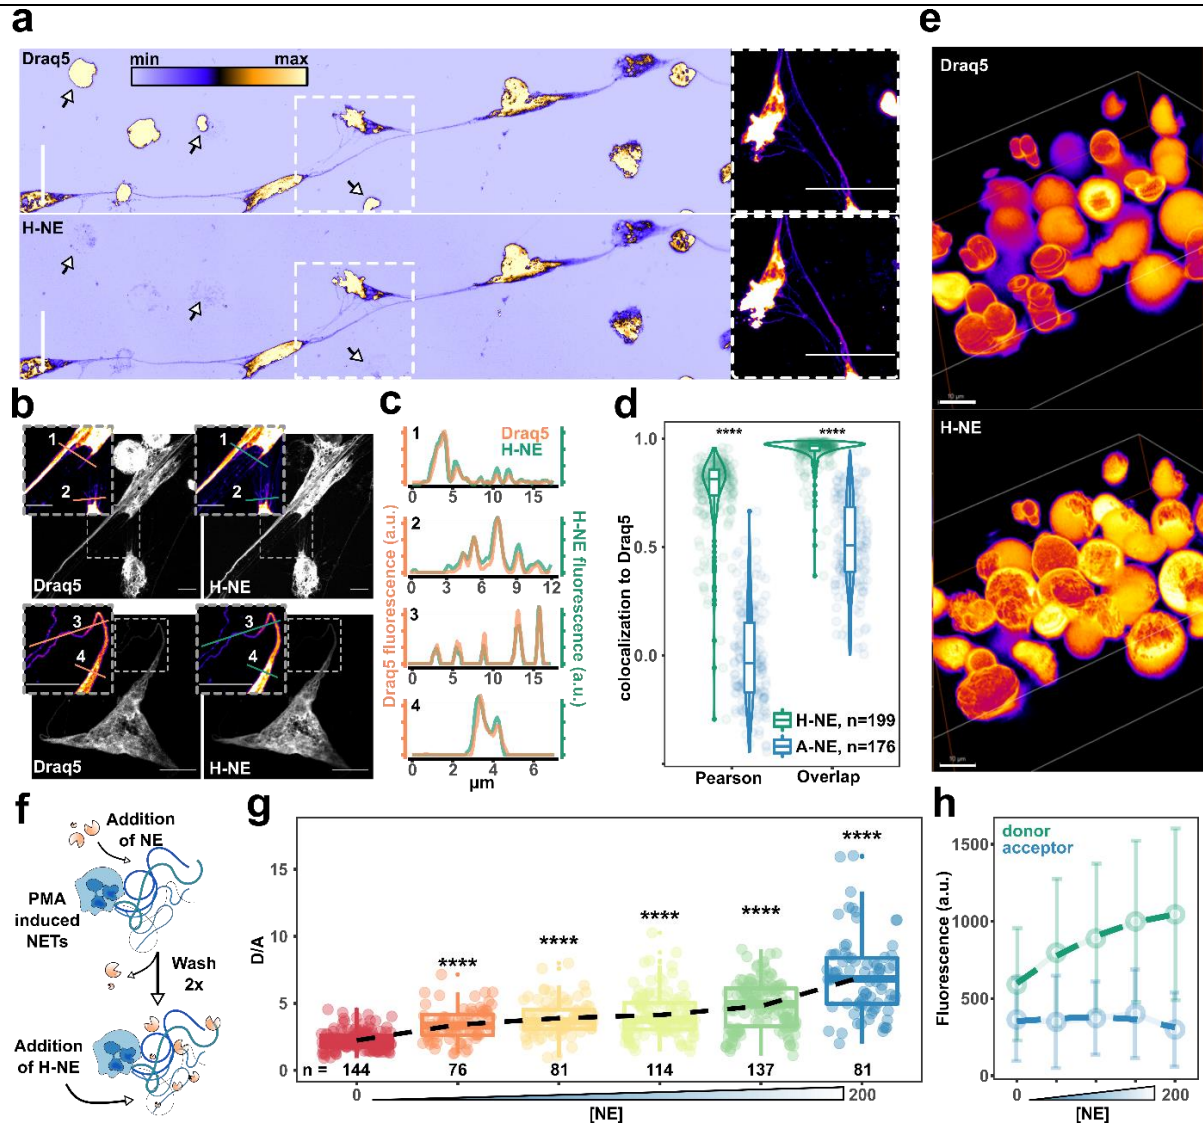 a
Draq5
min
max
H-NE
b
1
2
Draq5
1
2
H-NE
3
4
Draq5
3
4
H-NE
c
Draq5
H-NE
1
0 5 10 15
2
0 3 6 9 12
3
0 5 10 15
4
0 2 4 6
µm
Draq5 fluorescence (a.u.)
H-NE fluorescence (a.u.)
d
****
****
1.0
0.5
0.0
colocalization to Draq5
H-NE, n=199
A-NE, n=176
Pearson
Overlap
e
Draq5
10 µm
H-NE
10 µm
f
Addition
of NE
PMA
induced
NETs
Wash
2x
Addition
of H-NE
g
15
10
5
0
D/A
****
****
****
****
****
n = 144 76 81 114 137 81
0
200
[NE]
h
donor
acceptor
1500
1000
500
0
Fluorescence (a.u.)
0
200
[NE]